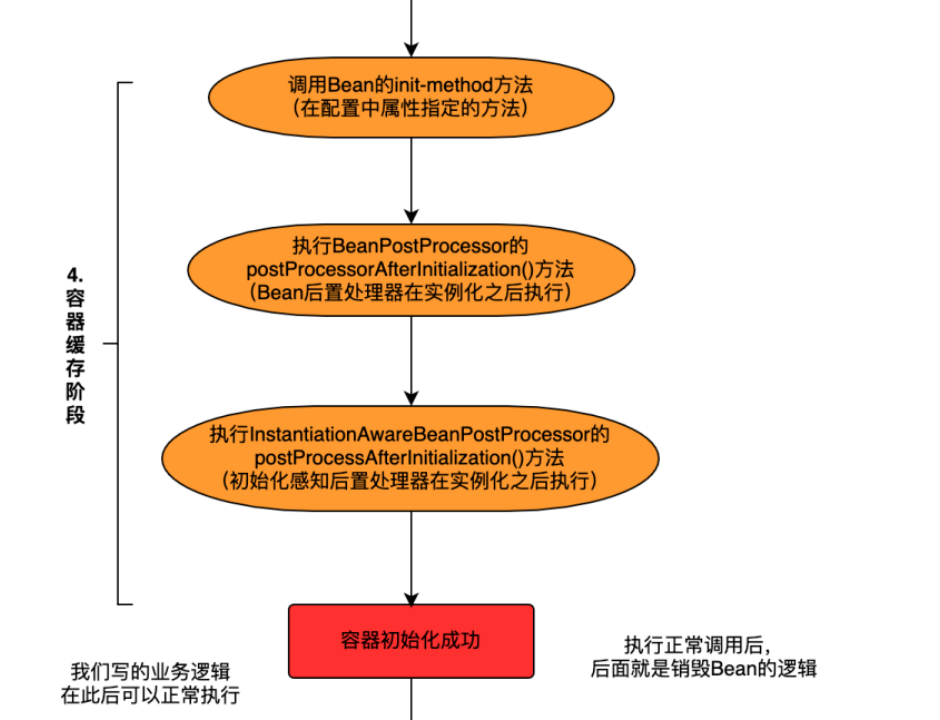 调用Bean的init-method方法
（在配置中属性指定的方法）
执行BeanPostProcessor的
postProcessorAfterInitialization()方法
（Bean后置处理器在实例化之后执行）
4.
容
器
缓
存
阶
段
执行InstantiationAwareBeanPostProcessor的
postProcessAfterInitialization()方法
（初始化感知后置处理器在实例化之后执行）
容器初始化成功
我们写的业务逻辑
在此后可以正常执行
执行正常调用后，
后面就是销毁Bean的逻辑